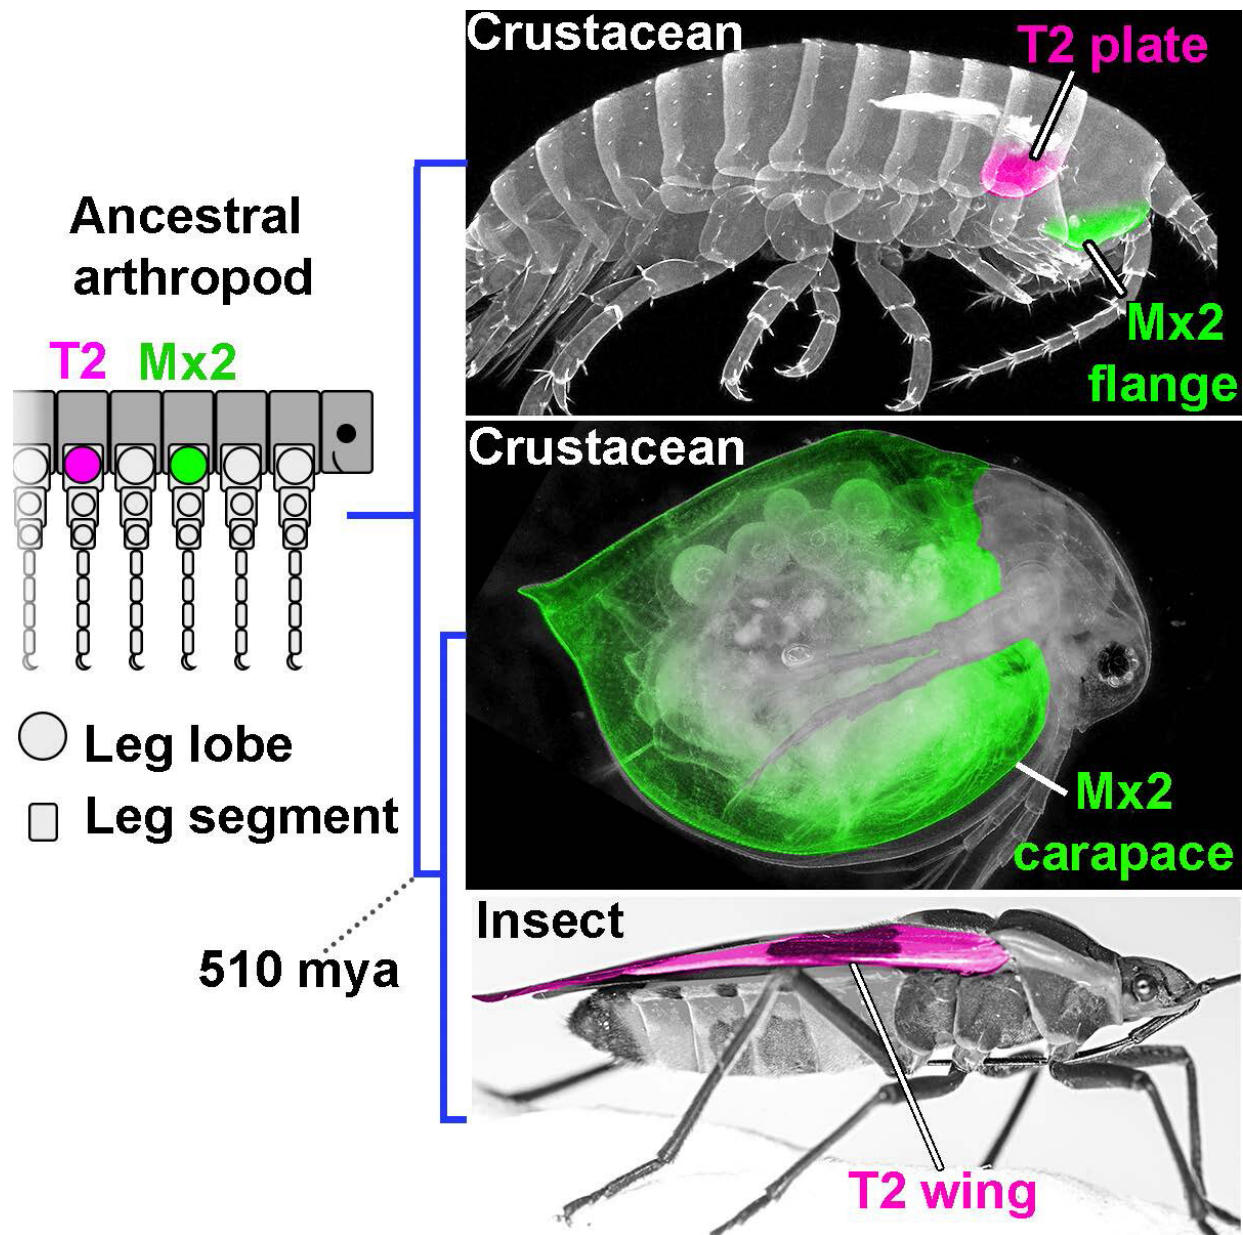 Crustacean
T2 plate
Mx2
flange
Ancestral
arthropod
T2 Mx2
Leg lobe
Leg segment
510 mya
Crustacean
Mx2
carapace
Insect
T2 wing